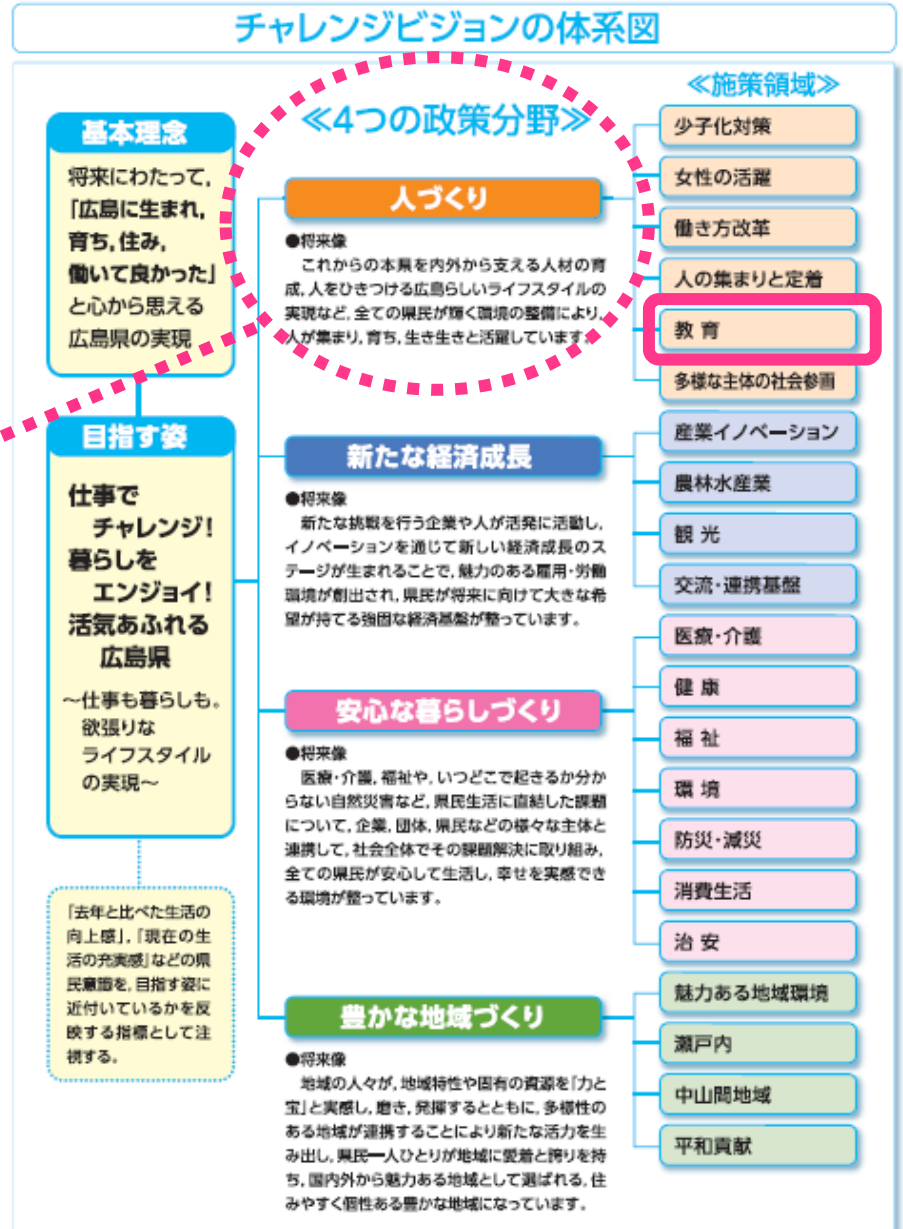 チャレンジビジョンの体系図
基本理念
将来にわたって,
「広島に生まれ,
育ち,住み,
働いて良かった」
と心から思える
広島県の実現
目指す姿
仕事で
チャレンジ!
暮らしを
エンジョイ!
活気あふれる
広島県
～仕事も暮らしも。
欲張りな
ライフスタイル
の実現～
「去年と比べた生活の
向上感」,「現在の生
活の充実感」などの県
民意識を,目指す姿に
近付いているかを反
映する指標として注
視する。
≪4つの政策分野≫
人づくり
●将来像
これからの本県を内外から支える人材の育
成,人をひきつける広島らしいライフスタイルの
実現など,全ての県民が輝く環境の整備により,
人が集まり,育ち,生き生きと活躍しています。
新たな経済成長
●将来像
新たな挑戦を行う企業や人が活発に活動し,
イノベーションを通じて新しい経済成長のス
テージが生まれることで,魅力のある雇用・労働
環境が創出され,県民が将来に向けて大きな希
望が持てる強固な経済基盤が整っています。
安心な暮らしづくり
●将来像
医療・介護,福祉や,いつどこで起きるか分か
らない自然災害など,県民生活に直結した課題
について,企業,団体,県民などの様々な主体と
連携して,社会全体でその課題解決に取り組み,
全ての県民が安心して生活し,幸せを実感でき
る環境が整っています。
豊かな地域づくり
●将来像
地域の人々が,地域特性や固有の資源を「力と
宝」と実感し,磨き,発揮するとともに,多様性の
ある地域が連携することにより新たな活力を生
み出し,県民一人ひとりが地域に愛着と誇りを持
ち,国内外から魅力ある地域として選ばれる,住
みやすく個性ある豊かな地域になっています。
≪施策領域≫
少子化対策
女性の活躍
働き方改革
人の集まりと定着
教育
多様な主体の社会参画
産業イノベーション
農林水産業
観光
交流・連携基盤
医療・介護
健康
福祉
環境
防災・減災
消費生活
治安
魅力ある地域環境
瀬戸内
中山間地域
平和貢献